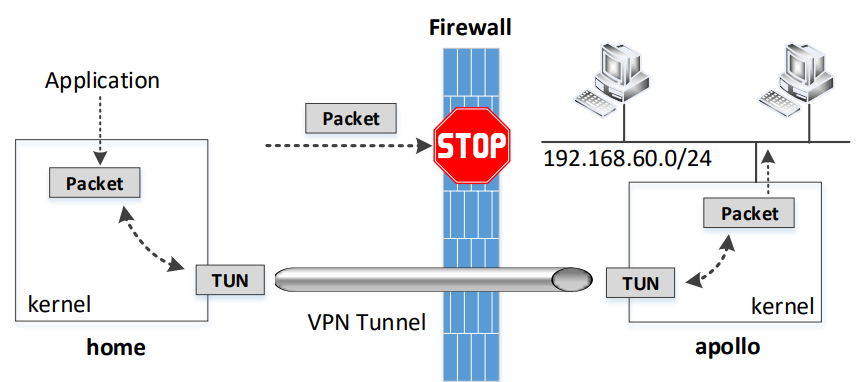 Firewall
Application
Packet
STOP
192.168.60.0/24
Packet
Packet
TUN
TUN
kernel
kernel
VPN Tunnel
home
apollo